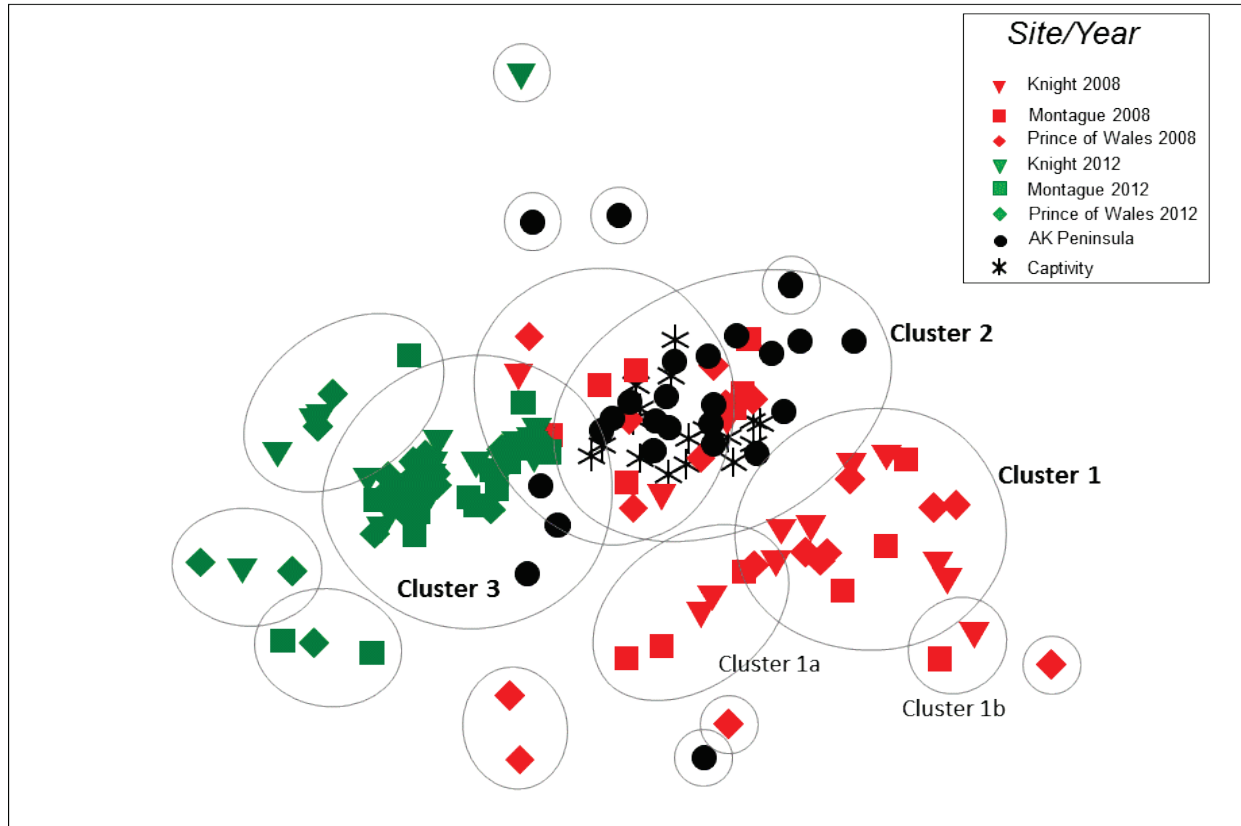 Site/Year
Knight 2008
Montague 2008
Prince of Wales 2008
Knight 2012
Montague 2012
Prince of Wales 2012
AK Peninsula
Captivity
Cluster 2
Cluster 1
Cluster 3
Cluster 1a
Cluster 1b